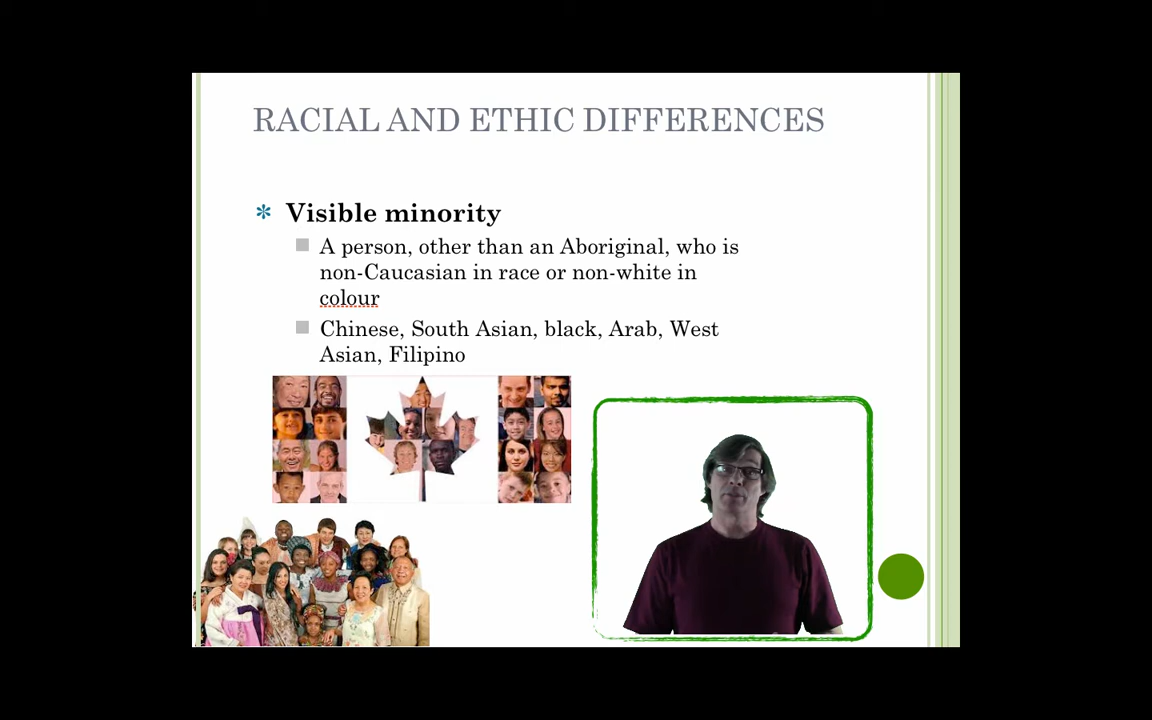 RACIAL AND ETHIC DIFFERENCES
Visible minority
A person, other than an Aboriginal, who is
non-Caucasian in race or non-white in
colour
Chinese, South Asian, black, Arab, West
Asian, Filipino